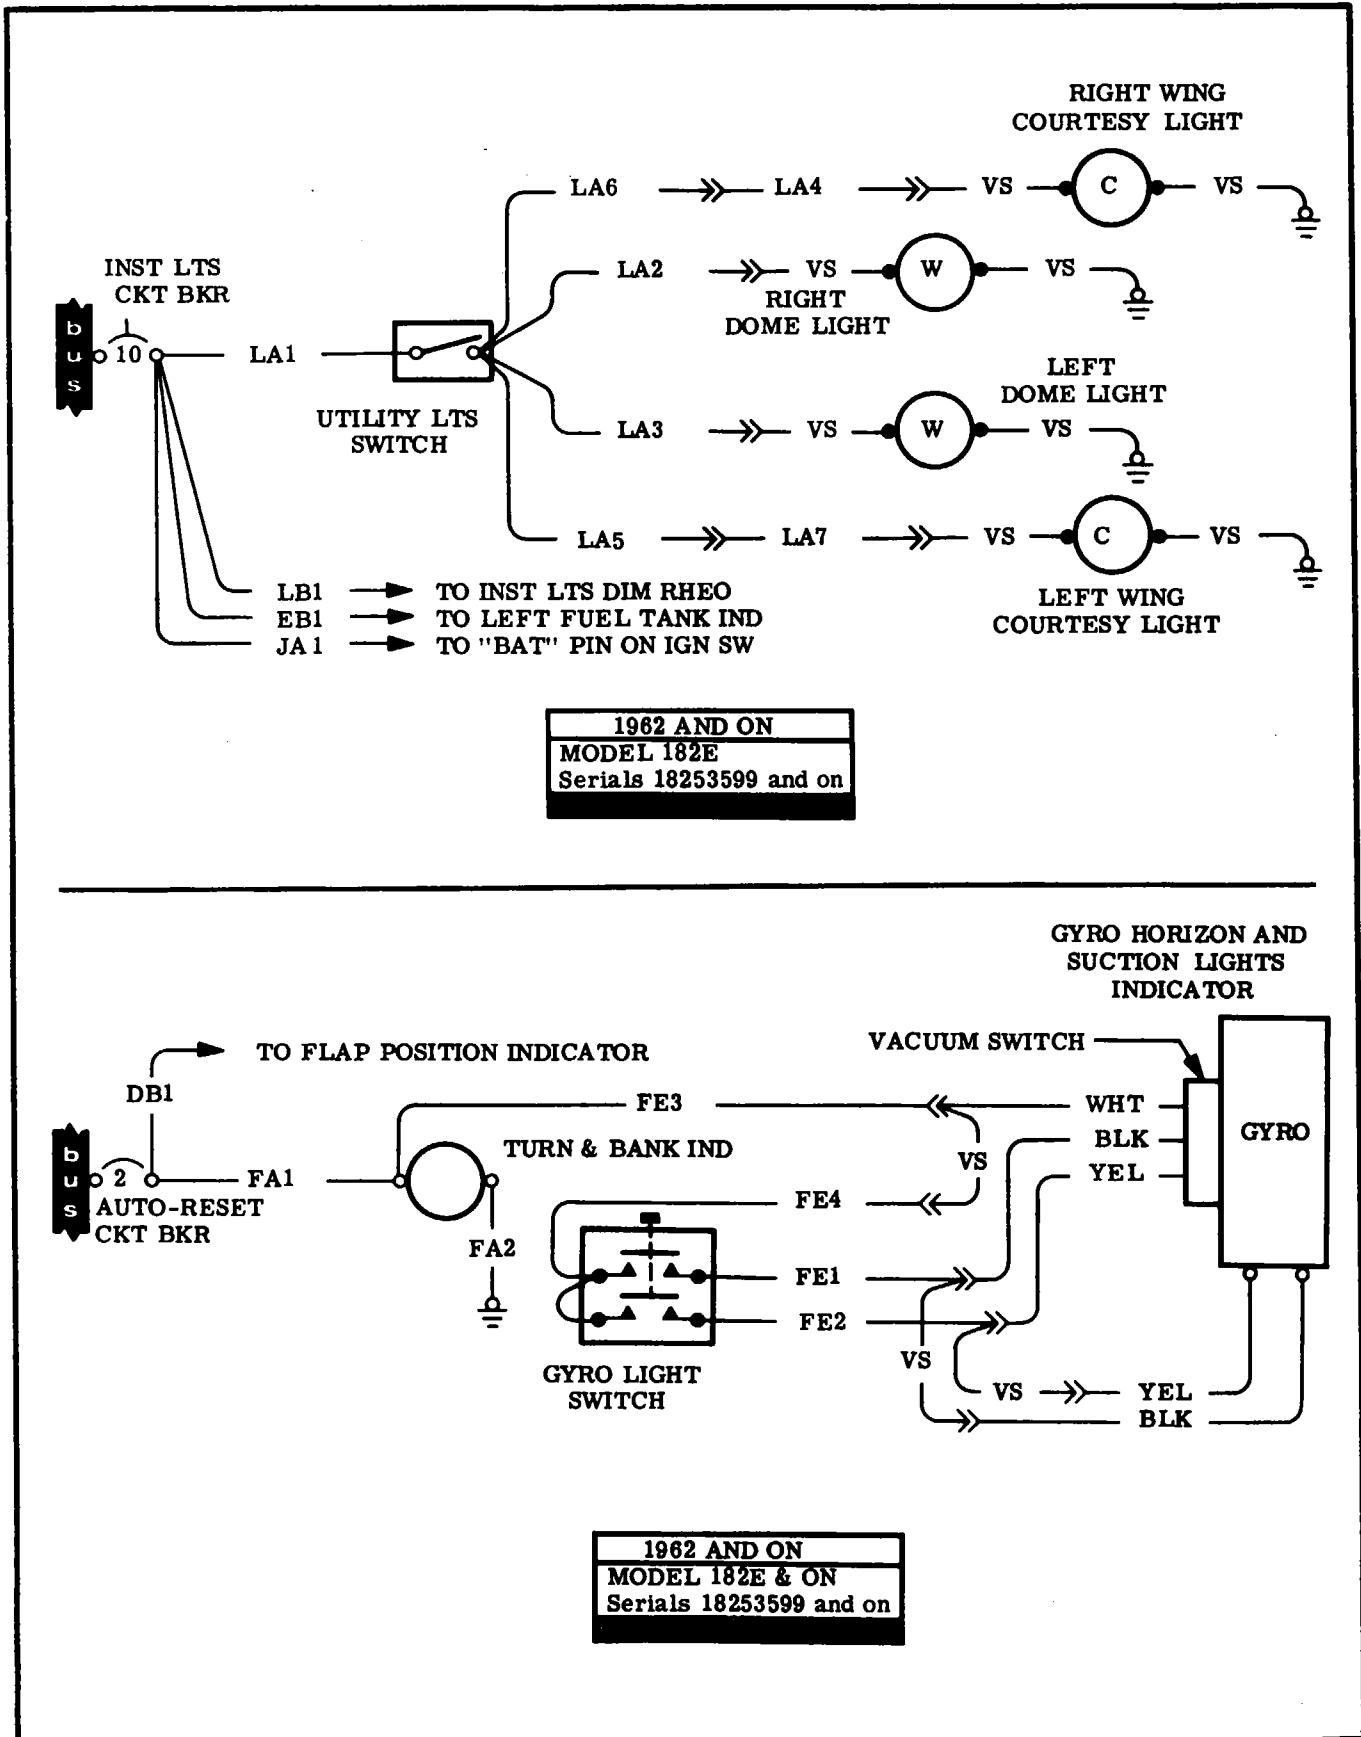 RIGHT WING
COURTESY LIGHT
LA6
LA4
VS
C
VS
INST LTS
CKT BKR
LA2
VS
W
VS
RIGHT
DOME LIGHT
bus
10
LA1
UTILITY LTS
SWITCH
LEFT
DOME LIGHT
LA3
VS
W
VS
LA5
LA7
VS
C
VS
LEFT WING
COURTESY LIGHT
LB1
TO INST LTS DIM RHEO
EB1
TO LEFT FUEL TANK IND
JA1
TO "BAT" PIN ON IGN SW
1962 AND ON
MODEL 182E
Serials 18253599 and on
GYRO HORIZON AND
SUCTION LIGHTS
INDICATOR
TO FLAP POSITION INDICATOR
VACUUM SWITCH
DB1
FE3
WHT
BLK
YEL
GYRO
bus
2
AUTO-RESET
CKT BKR
FA1
TURN & BANK IND
VS
FE4
FA2
FE1
FE2
GYRO LIGHT
SWITCH
VS
VS
YEL
BLK
1962 AND ON
MODEL 182E & ON
Serials 18253599 and on